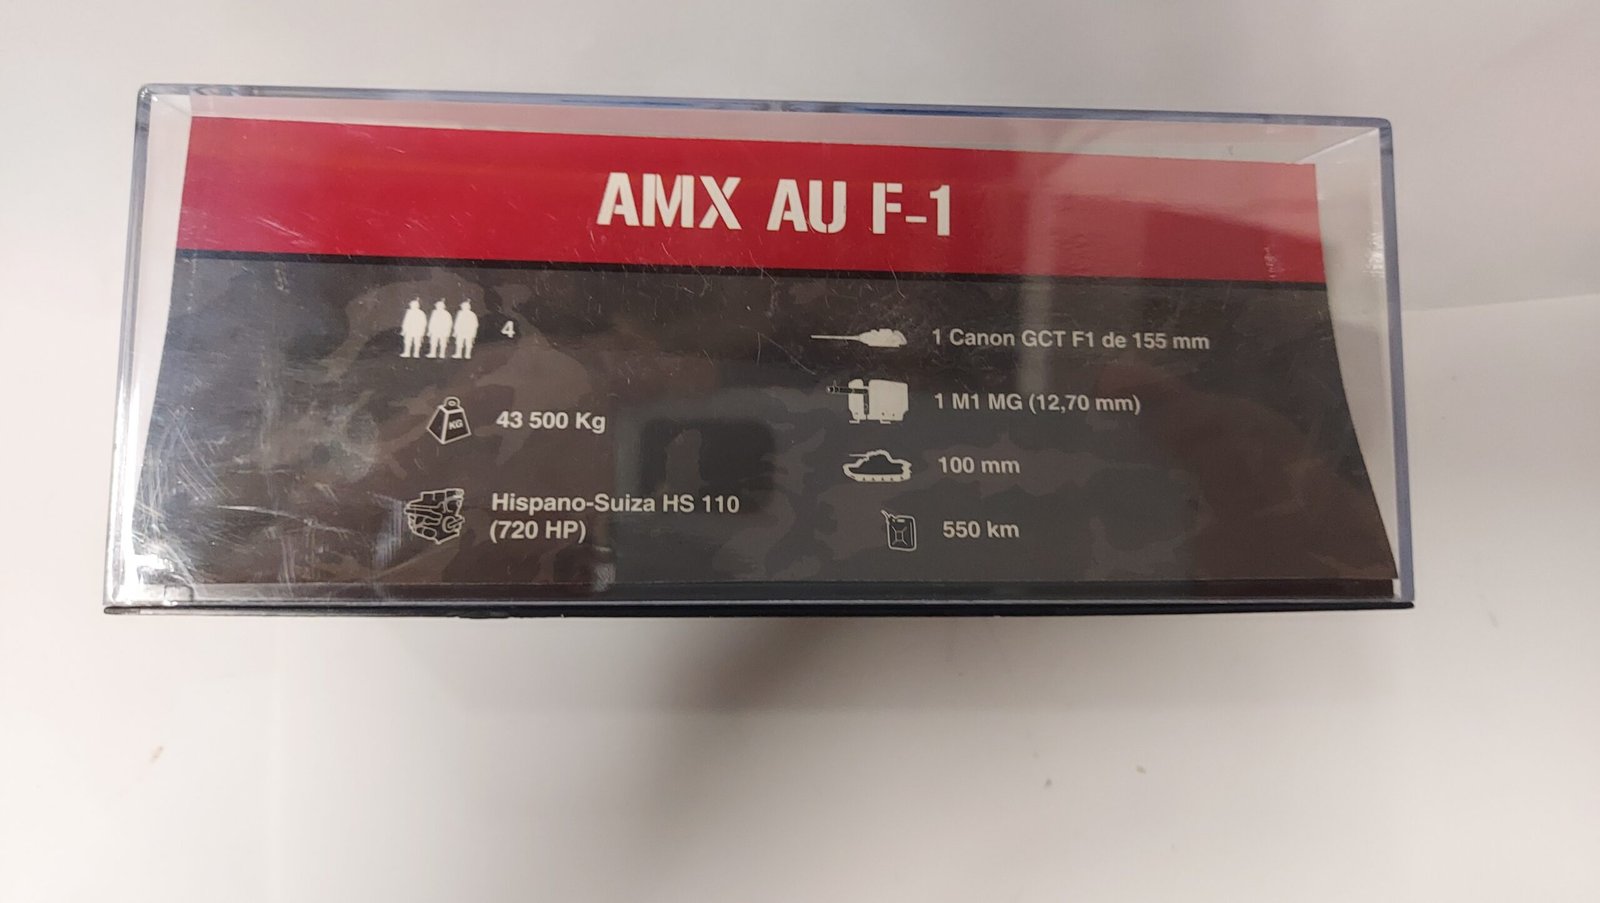 AMX AU F-1
4
43 500 Kg
KG
Hispano-Suiza HS 110
(720 HP)
1 Canon GCT F1 de 155 mm
1 M1 MG (12,70 mm)
100 mm
550 km